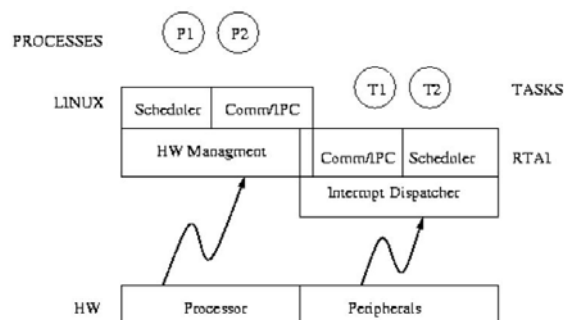 PROCESSES P1 P2
LINUX T1 T2 TASKS
Scheduler Comm/IPC
HW Managment Comm/IPC Scheduler RTAI
Interrupt Dispatcher
HW Processor Peripherals